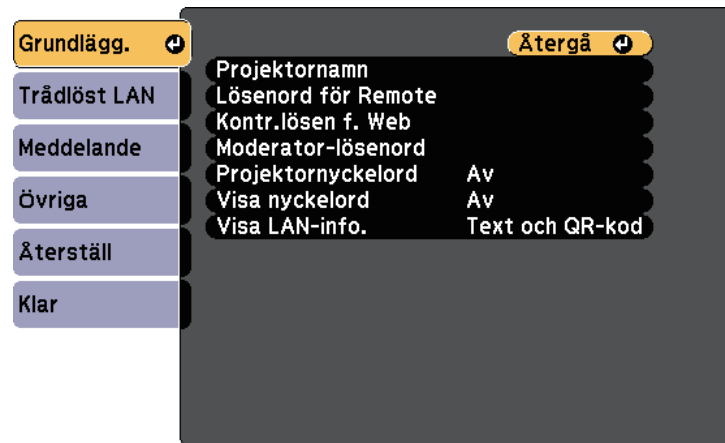 Grundlägg.
Trådlöst LAN
Meddelande
Övriga
Återställ
Klar
Återgå
Projektornamn
Lösenord för Remote
Kontr.lösen f. Web
Moderator-lösenord
Projektornyckelord Av
Visa nyckelord Av
Visa LAN-info. Text och QR-kod